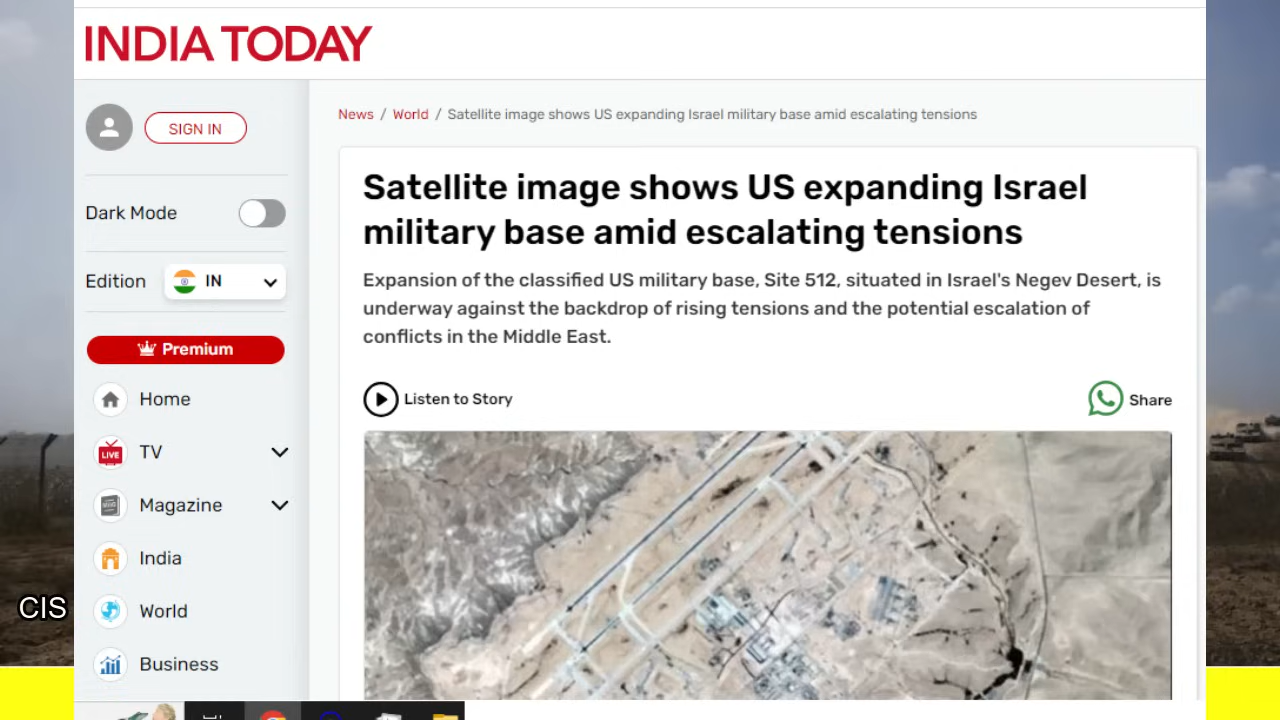 INDIA TODAY
SIGN IN
Dark Mode
Edition
IN
Premium
Home
LIVE
TV
Magazine
India
World
Business
News / World / Satellite image shows US expanding Israel military base amid escalating tensions
Satellite image shows US expanding Israel
military base amid escalating tensions
Expansion of the classified US military base, Site 512, situated in Israel's Negev Desert, is
underway against the backdrop of rising tensions and the potential escalation of
conflicts in the Middle East.
Listen to Story
Share
CIS